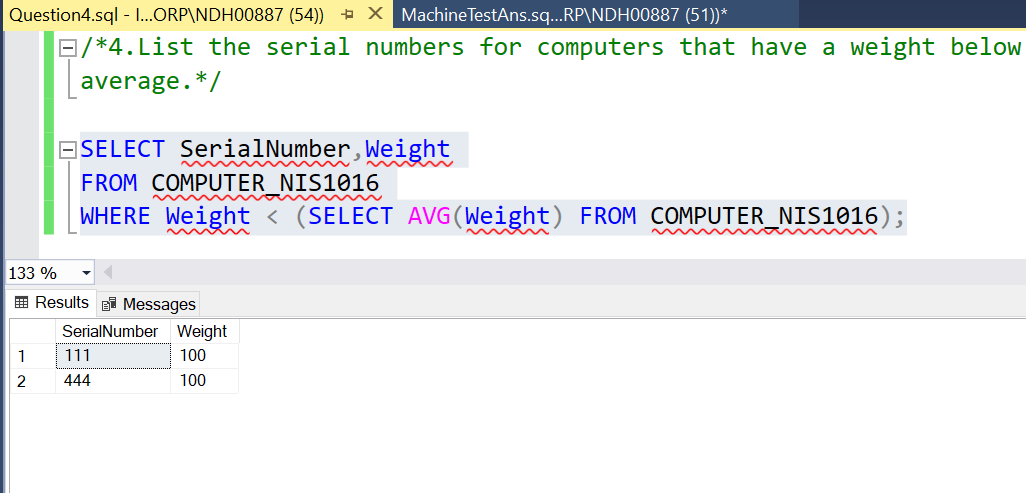 Question4.sql - I...ORP\NDH00887 (54)) MachineTestAns.sq...RP\NDH00887 (51))*
/*4.List the serial numbers for computers that have a weight below
average.*/
SELECT SerialNumber,Weight
FROM COMPUTER_NIS1016
WHERE Weight < (SELECT AVG(Weight) FROM COMPUTER_NIS1016);
133 %
Results Messages
SerialNumber Weight
1 111 100
2 444 100